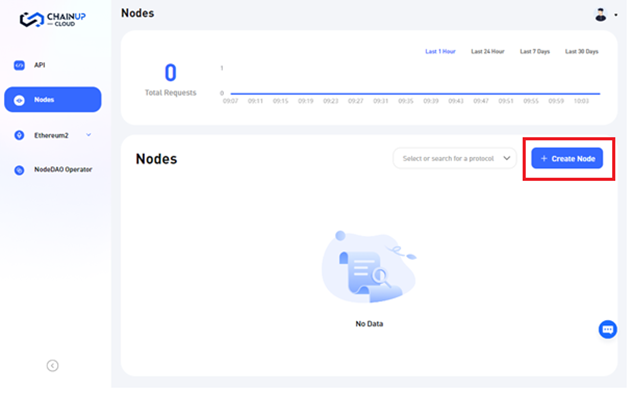 CHAINUP
CLOUD
API
Nodes
Ethereum2
NodeDAO Operator
Nodes
Last 1 Hour Last 24 Hour Last 7 Days Last 30 Days
0
Total Requests
1
0
09:07 09:11 09:15 09:19 09:23 09:27 09:31 09:35 09:39 09:43 09:47 09:51 09:55 09:59 10:03
Nodes
Select or search for a protocol
+ Create Node
No Data